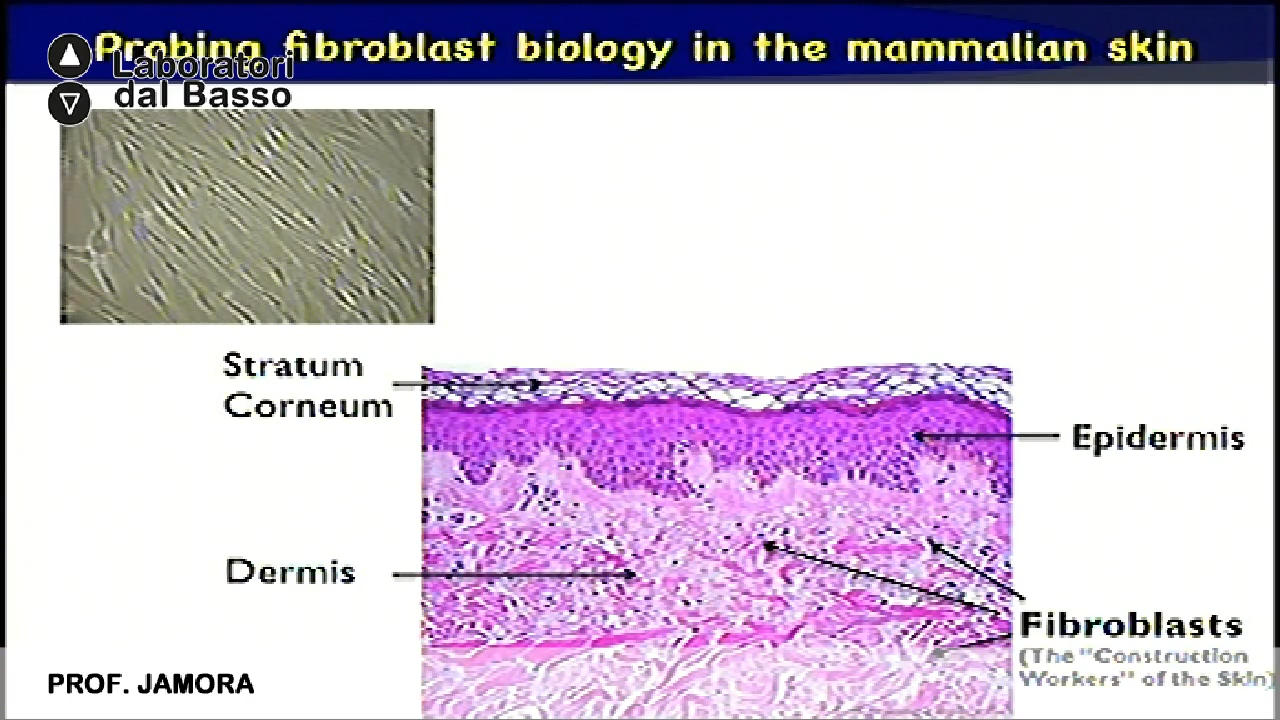 Probing fibroblast biology in the mammalian skin
Laboratori
dal Basso
Stratum
Corneum
Epidermis
Dermis
Fibroblasts
(The "Construction
Workers" of the Skin)
PROF. JAMORA